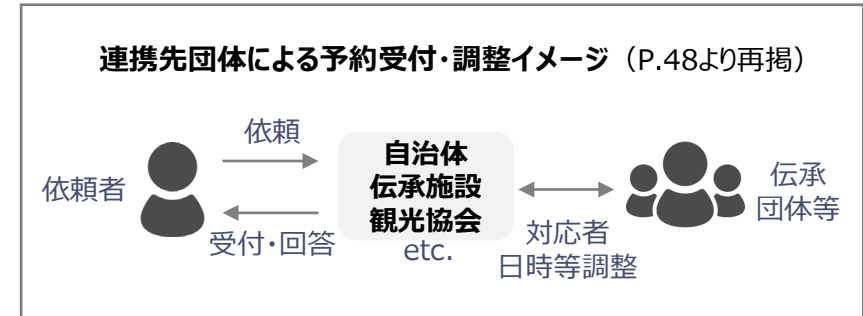 連携先団体による予約受付・調整イメージ（P.48より再掲）
依頼者
依頼
受付・回答
自治体
伝承施設
観光協会
etc.
対応者
日時等調整
伝承
団体等